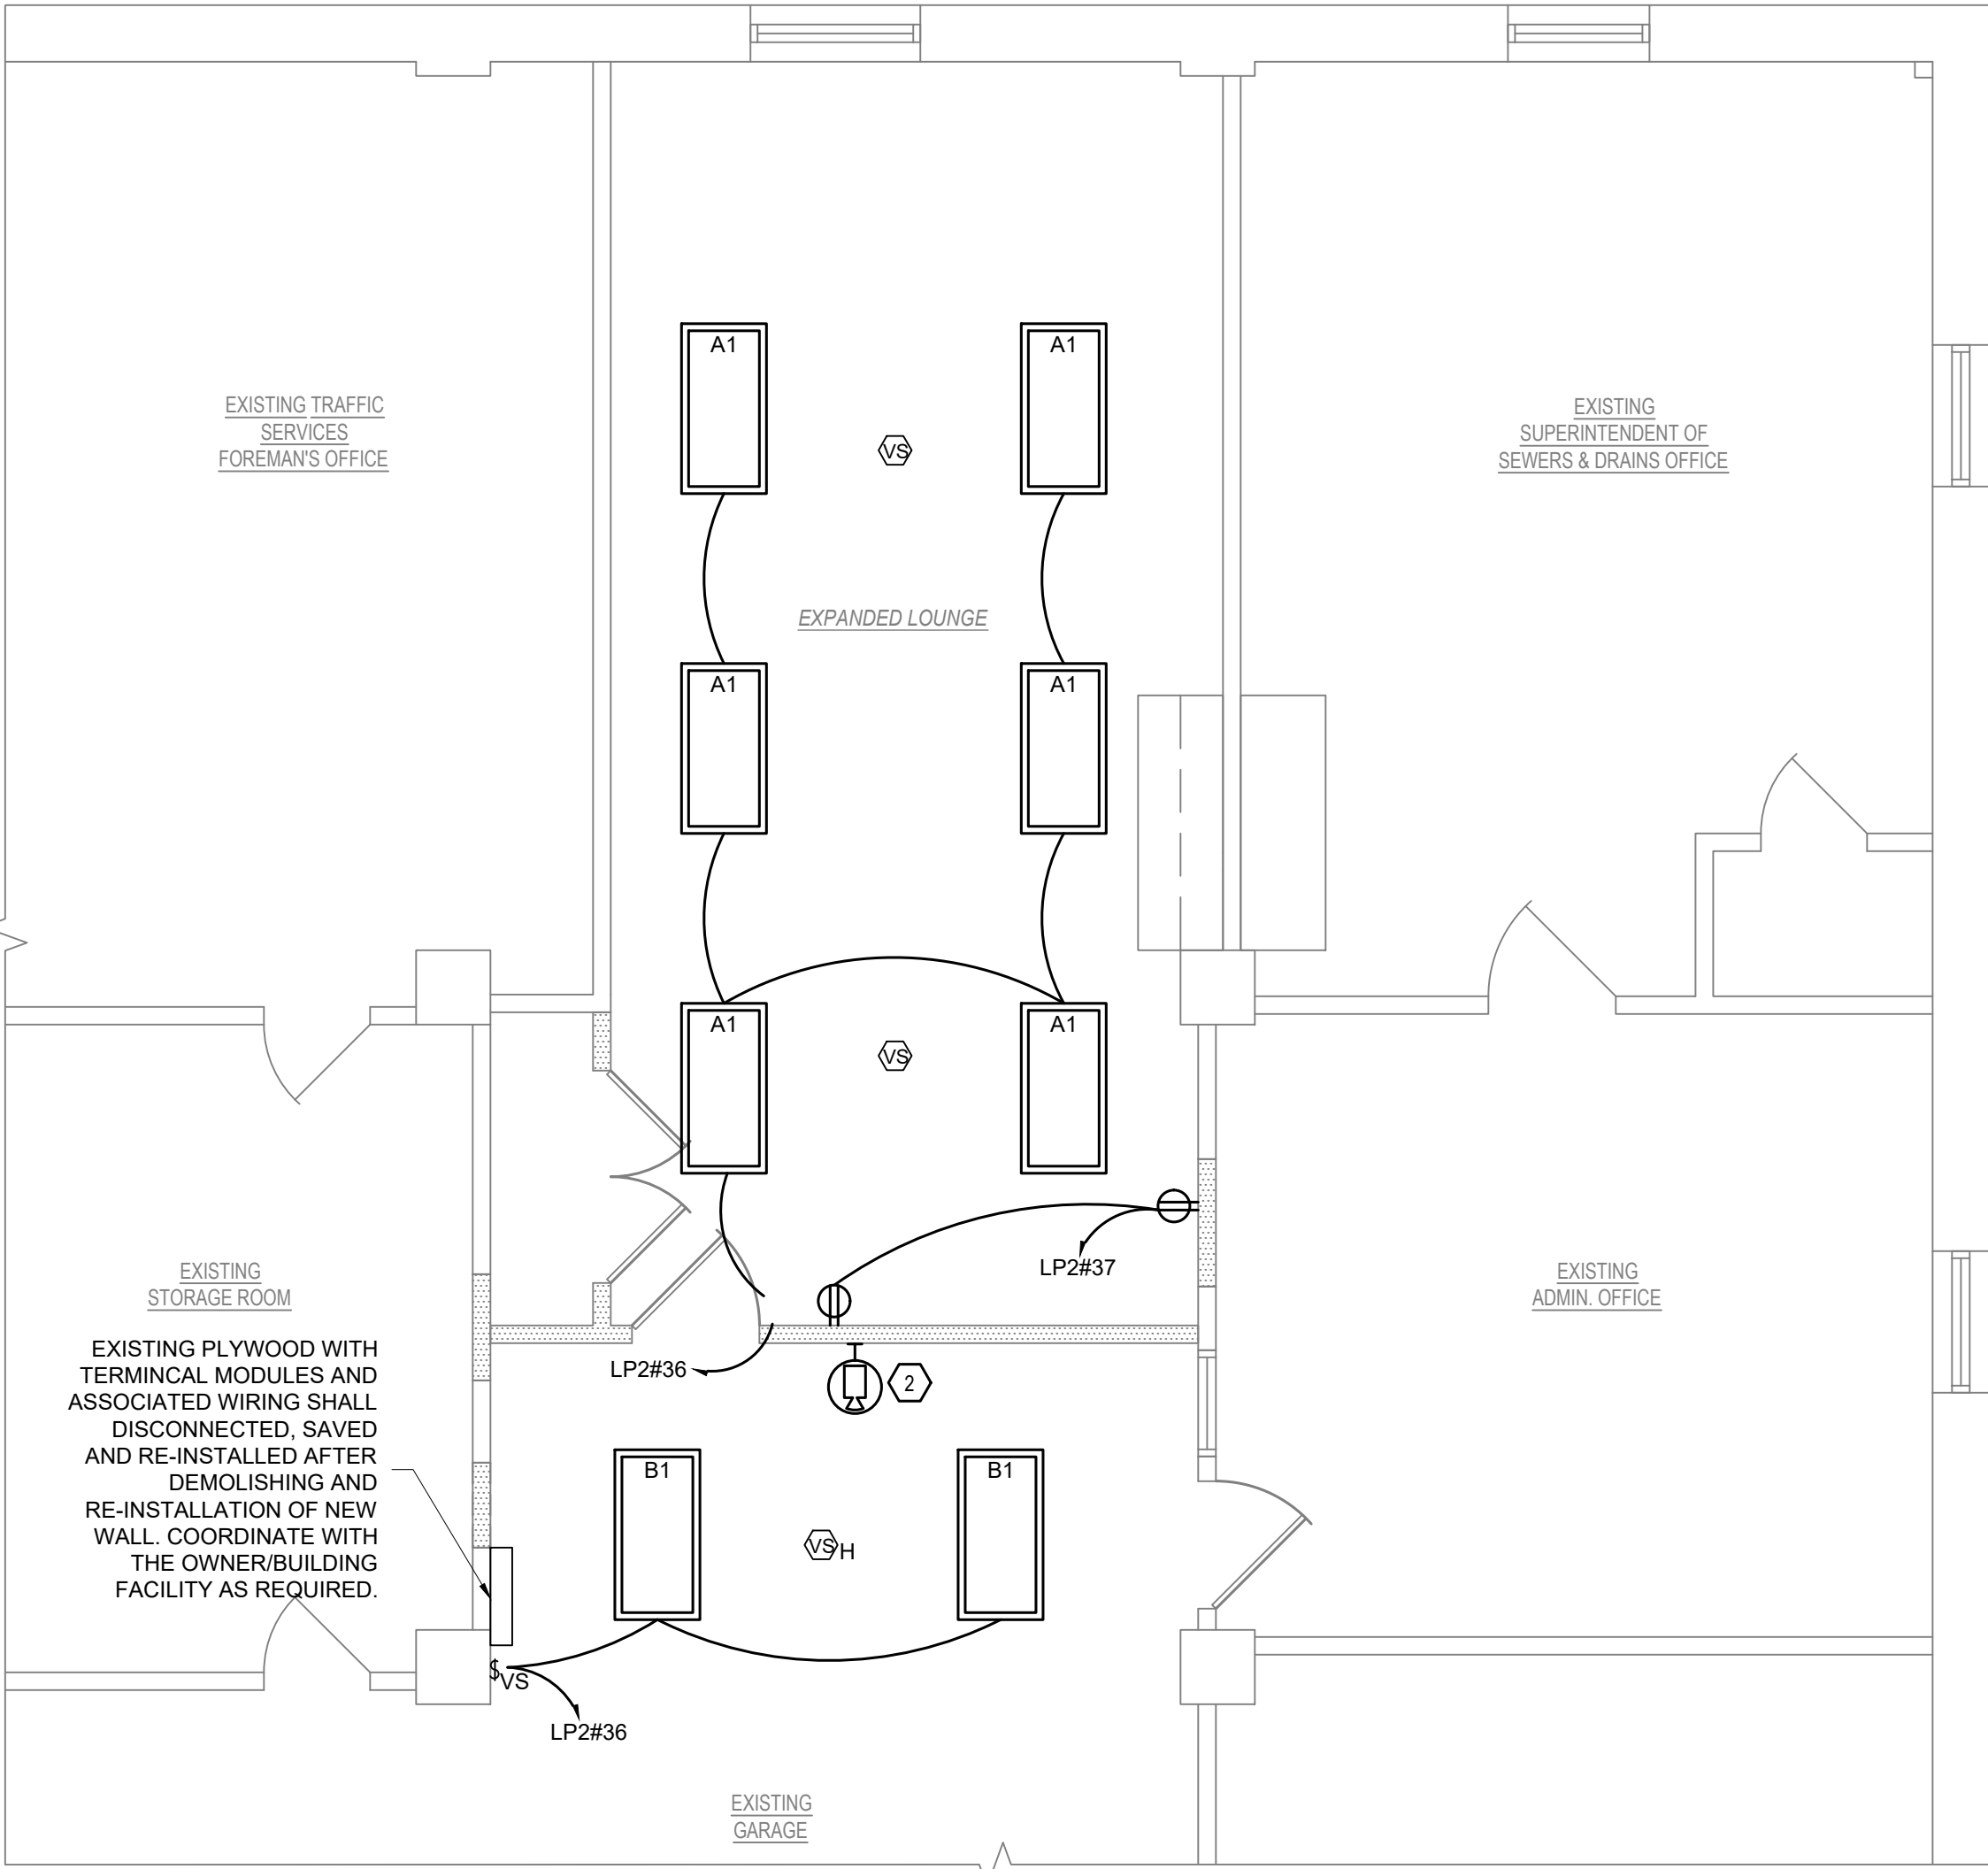 A1
A1
EXISTING TRAFFIC
SERVICES
FOREMAN'S OFFICE
EXISTING
SUPERINTENDENT OF
SEWERS & DRAINS OFFICE
VS
EXPANDED LOUNGE
A1
A1
A1
A1
VS
LP2#37
EXISTING
STORAGE ROOM
EXISTING
ADMIN. OFFICE
EXISTING PLYWOOD WITH
TERMINCAL MODULES AND
ASSOCIATED WIRING SHALL
DISCONNECTED, SAVED
AND RE-INSTALLED AFTER
DEMOLISHING AND
RE-INSTALLATION OF NEW
WALL. COORDINATE WITH
THE OWNER/BUILDING
FACILITY AS REQUIRED.
LP2#36
2
B1
B1
VS H
$VS
LP2#36
EXISTING
GARAGE